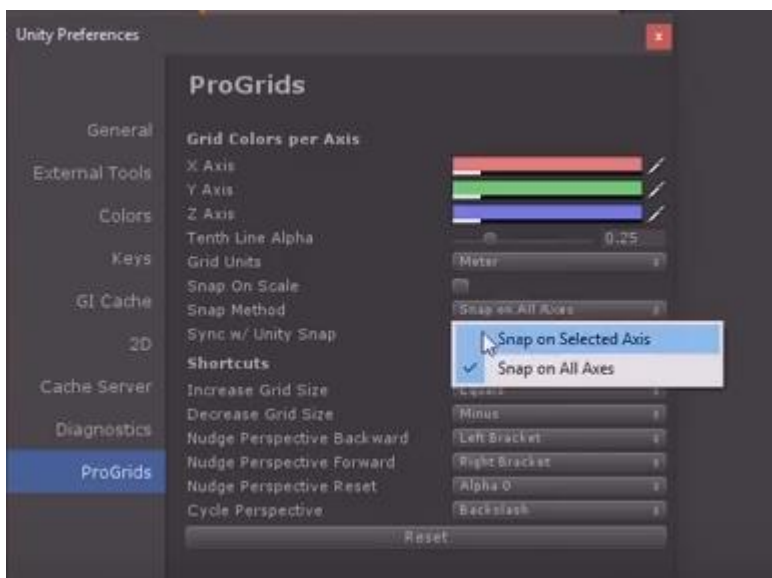 Unity Preferences
x
ProGrids
General
External Tools
Colors
Keys
GI Cache
2D
Cache Server
Diagnostics
ProGrids
Grid Colors per Axis
X Axis
Y Axis
Z Axis
Tenth Line Alpha 0.25
Grid Units Meter
Snap On Scale
Snap Method Snap on All Axes
Sync w/ Unity Snap
Snap on Selected Axis
Snap on All Axes
Shortcuts
Increase Grid Size Equals
Decrease Grid Size Minus
Nudge Perspective Backward Left Bracket
Nudge Perspective Forward Right Bracket
Nudge Perspective Reset Alpha 0
Cycle Perspective Backslash
Reset